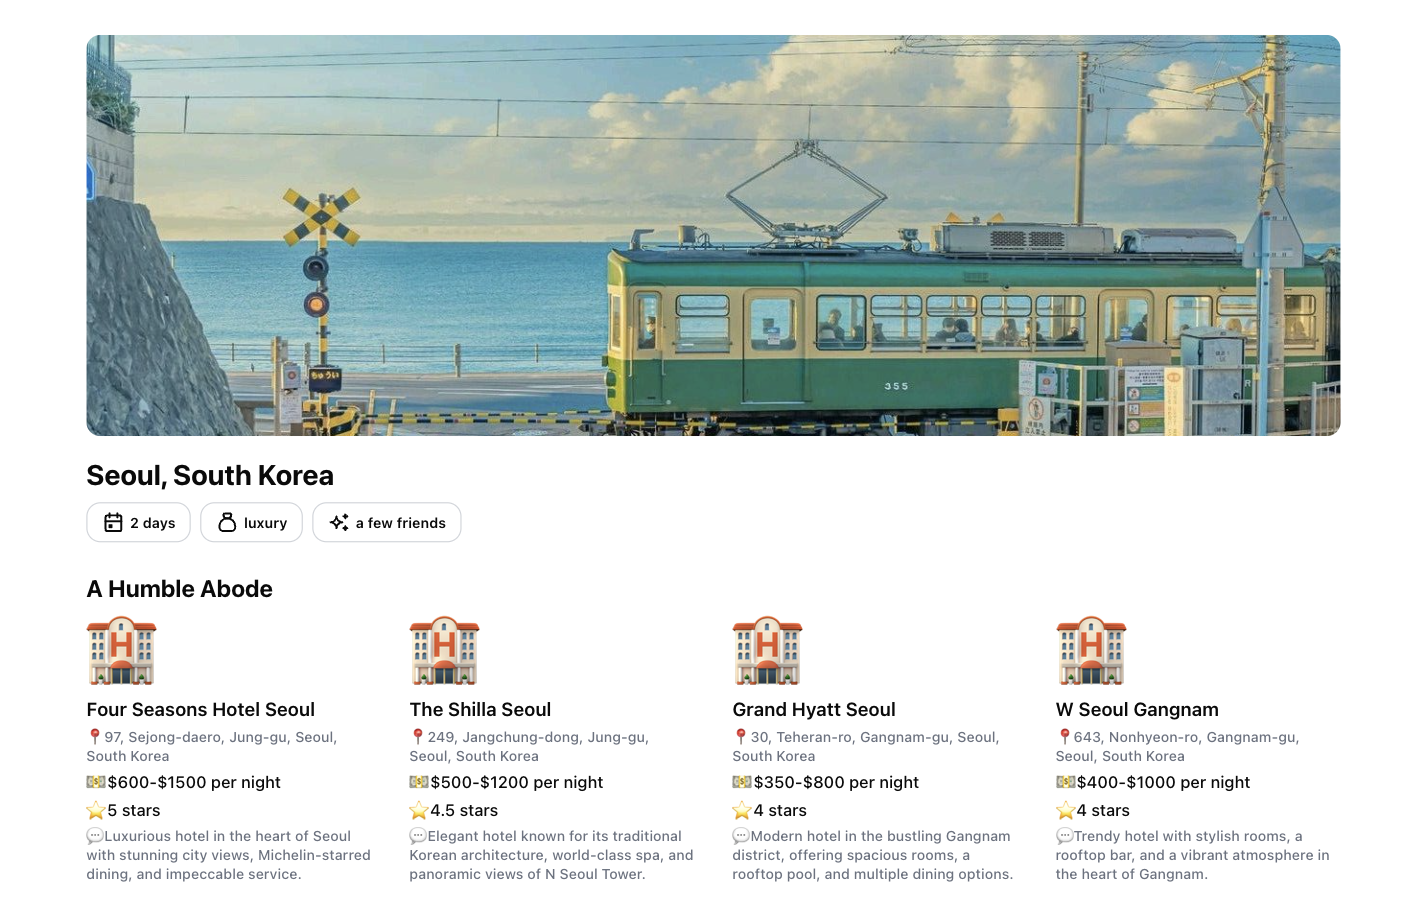 ちゅうい
355
Seoul, South Korea
2 days
luxury
a few friends
A Humble Abode
H
H
H
H
Four Seasons Hotel Seoul
The Shilla Seoul
Grand Hyatt Seoul
W Seoul Gangnam
97, Sejong-daero, Jung-gu, Seoul,
South Korea
249, Jangchung-dong, Jung-gu,
Seoul, South Korea
30, Teheran-ro, Gangnam-gu, Seoul,
South Korea
643, Nonhyeon-ro, Gangnam-gu,
Seoul, South Korea
$600-$1500 per night
$500-$1200 per night
$350-$800 per night
$400-$1000 per night
5 stars
4.5 stars
4 stars
4 stars
Luxurious hotel in the heart of Seoul
with stunning city views, Michelin-starred
dining, and impeccable service.
Elegant hotel known for its traditional
Korean architecture, world-class spa, and
panoramic views of N Seoul Tower.
Modern hotel in the bustling Gangnam
district, offering spacious rooms, a
rooftop pool, and multiple dining options.
Trendy hotel with stylish rooms, a
rooftop bar, and a vibrant atmosphere in
the heart of Gangnam.